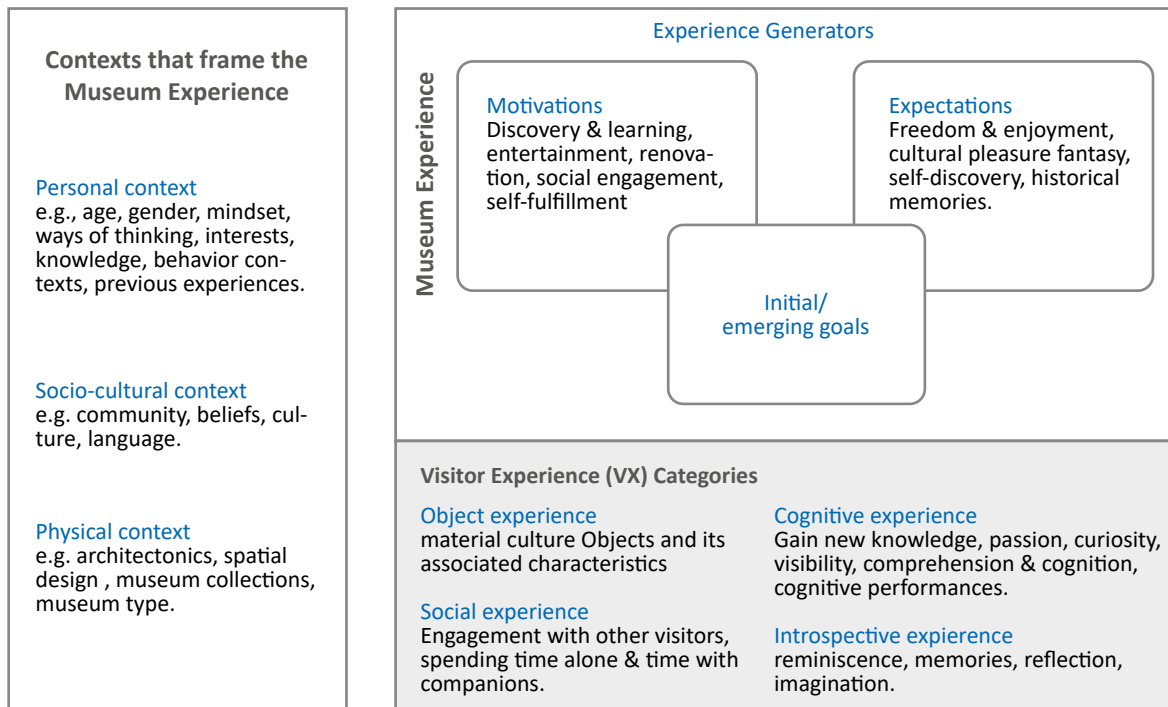 Contexts that frame the
Museum Experience
Personal context
e.g., age, gender, mindset,
ways of thinking, interests,
knowledge, behavior con-
texts, previous experiences.
Socio-cultural context
e.g. community, beliefs, cul-
ture, language.
Physical context
e.g. architectonics, spatial
design , museum collections,
museum type.
Museum Experience
Experience Generators
Motivations
Discovery & learning,
entertainment, renova-
tion, social engagement,
self-fulfillment
Expectations
Freedom & enjoyment,
cultural pleasure fantasy,
self-discovery, historical
memories.
Initial/
emerging goals
Visitor Experience (VX) Categories
Object experience
material culture Objects and its
associated characteristics
Social experience
Engagement with other visitors,
spending time alone & time with
companions.
Cognitive experience
Gain new knowledge, passion, curiosity,
visibility, comprehension & cognition,
cognitive performances.
Introspective expierence
reminiscence, memories, reflection,
imagination.